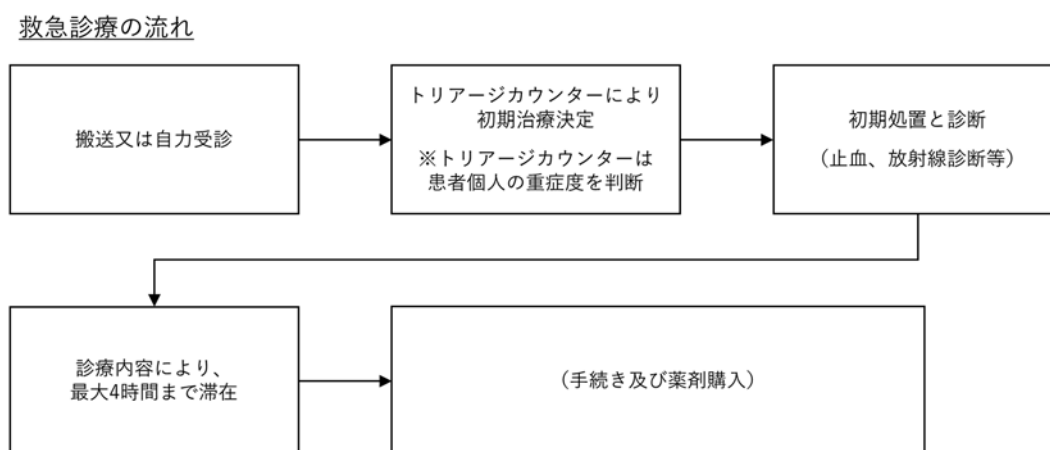 救急診療の流れ
搬送又は自力受診
トリアージカウンターにより
初期治療決定
※トリアージカウンターは
患者個人の重症度を判断
初期処置と診断
（止血、放射線診断等）
診療内容により、
最大4時間まで滞在
（手続き及び薬剤購入）